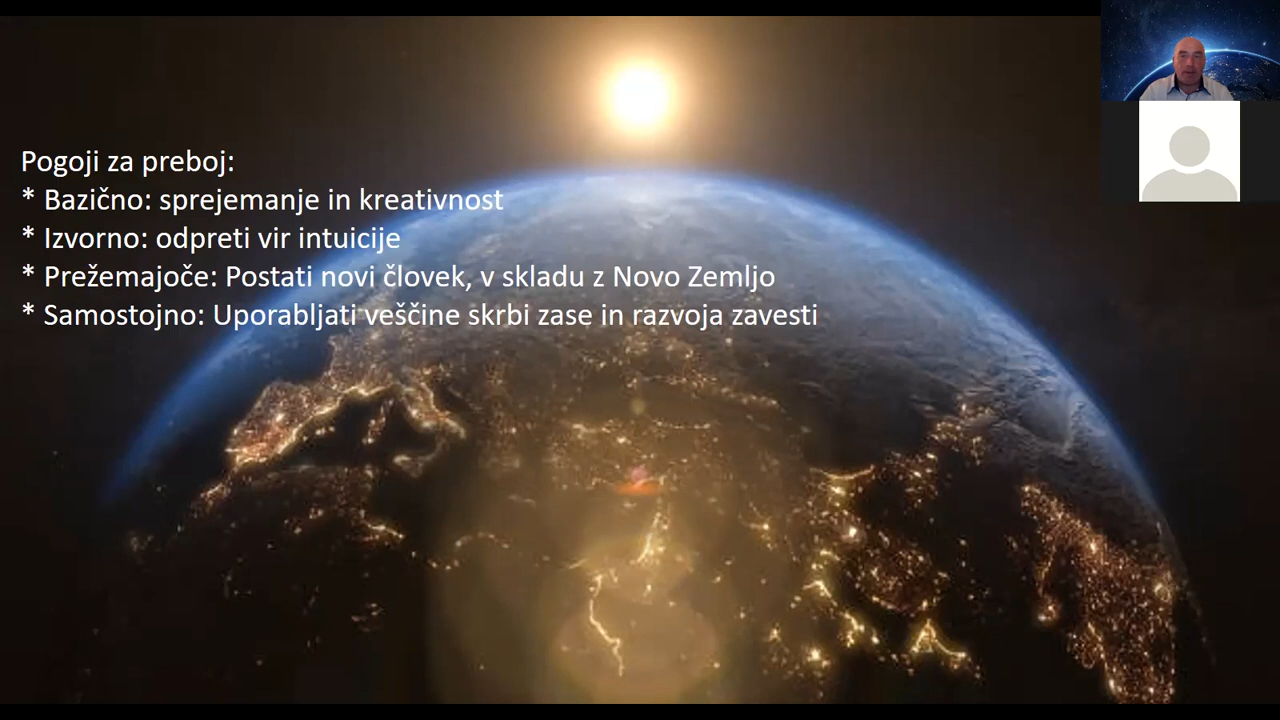 Pogoji za preboj:
* Bazično: sprejemanje in kreativnost
* Izvorno: odpreti vir intuicije
* Prežemajoče: Postati novi človek, v skladu z Novo Zemljo
* Samostojno: Uporabljati veščine skrbi zase in razvoja zavesti